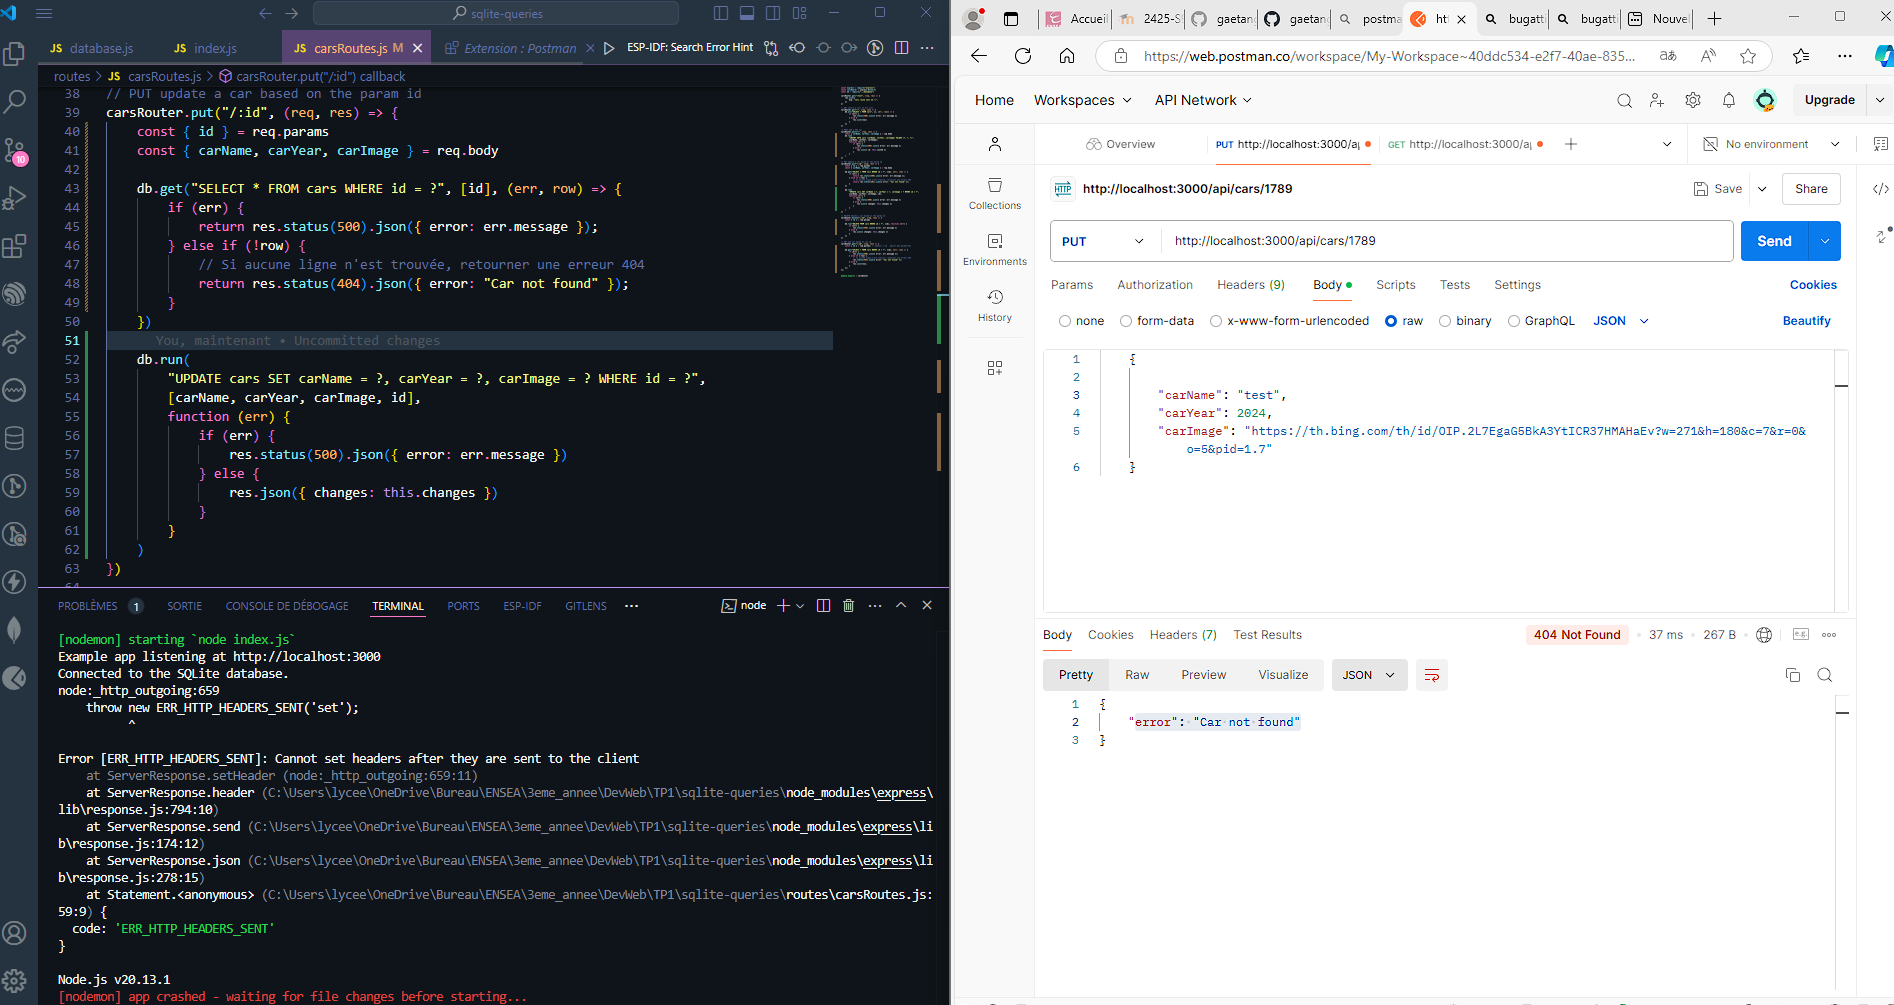 sqlite-queries
JS database.js
JS index.js
JS carsRoutes.js M
Extension : Postman
ESP-IDF: Search Error Hint
routes > JS carsRoutes.js > carsRouter.put("/:id") callback
38 // PUT update a car based on the param id
39 carsRouter.put("/:id", (req, res) => {
40 const { id } = req.params
41 const { carName, carYear, carImage } = req.body
42
43 db.get("SELECT * FROM cars WHERE id = ?", [id], (err, row) => {
44 if (err) {
45 return res.status(500).json({ error: err.message });
46 } else if (!row) {
47 // Si aucune ligne n'est trouvée, retourner une erreur 404
48 return res.status(404).json({ error: "Car not found" });
49 }
50 })
51 You, maintenant • Uncommitted changes
52 db.run(
53 "UPDATE cars SET carName = ?, carYear = ?, carImage = ? WHERE id = ?",
54 [carName, carYear, carImage, id],
55 function (err) {
56 if (err) {
57 res.status(500).json({ error: err.message })
58 } else {
59 res.json({ changes: this.changes })
60 }
61 }
62 )
63 })
64
10
PROBLÈMES 1 SORTIE CONSOLE DE DÉBOGAGE TERMINAL PORTS ESP-IDF GITLENS ··· node
[nodemon] starting `node index.js`
Example app listening at http://localhost:3000
Connected to the SQLite database.
node:_http_outgoing:659
throw new ERR_HTTP_HEADERS_SENT('set');
^
Error [ERR_HTTP_HEADERS_SENT]: Cannot set headers after they are sent to the client
at ServerResponse.setHeader (node:_http_outgoing:659:11)
at ServerResponse.header (C:\Users\lycee\OneDrive\Bureau\ENSEA\3eme_annee\DevWeb\TP1\sqlite-queries\node_modules\express\
lib\response.js:794:10)
at ServerResponse.send (C:\Users\lycee\OneDrive\Bureau\ENSEA\3eme_annee\DevWeb\TP1\sqlite-queries\node_modules\express\li
b\response.js:174:12)
at ServerResponse.json (C:\Users\lycee\OneDrive\Bureau\ENSEA\3eme_annee\DevWeb\TP1\sqlite-queries\node_modules\express\li
b\response.js:278:15)
at Statement.<anonymous> (C:\Users\lycee\OneDrive\Bureau\ENSEA\3eme_annee\DevWeb\TP1\sqlite-queries\routes\carsRoutes.js:
59:9) {
code: 'ERR_HTTP_HEADERS_SENT'
}
Node.js v20.13.1
[nodemon] app crashed - waiting for file changes before starting...
Accueil
2425-S
gaetan
gaetan
postma
ht
bugatt
bugatt
Nouvel
https://web.postman.co/workspace/My-Workspace~40ddc534-e2f7-40ae-835...
Home Workspaces API Network Upgrade
Overview
PUT http://localhost:3000/ap
GET http://localhost:3000/ap
No environment
Collections
Environments
History
HTTP http://localhost:3000/api/cars/1789 Save Share
PUT http://localhost:3000/api/cars/1789 Send
Params Authorization Headers (9) Body Scripts Tests Settings Cookies
none form-data x-www-form-urlencoded raw binary GraphQL JSON Beautify
1 {
2
3 "carName": "test",
4 "carYear": 2024,
5 "carImage": "https://th.bing.com/th/id/OIP.2L7EgaG5BkA3YtICR37HMAHaEv?w=271&h=180&c=7&r=0&
o=5&pid=1.7"
6 }
Body Cookies Headers (7) Test Results 404 Not Found 37 ms 267 B e.g.
Pretty Raw Preview Visualize JSON
1 {
2 "error": "Car not found"
3 }